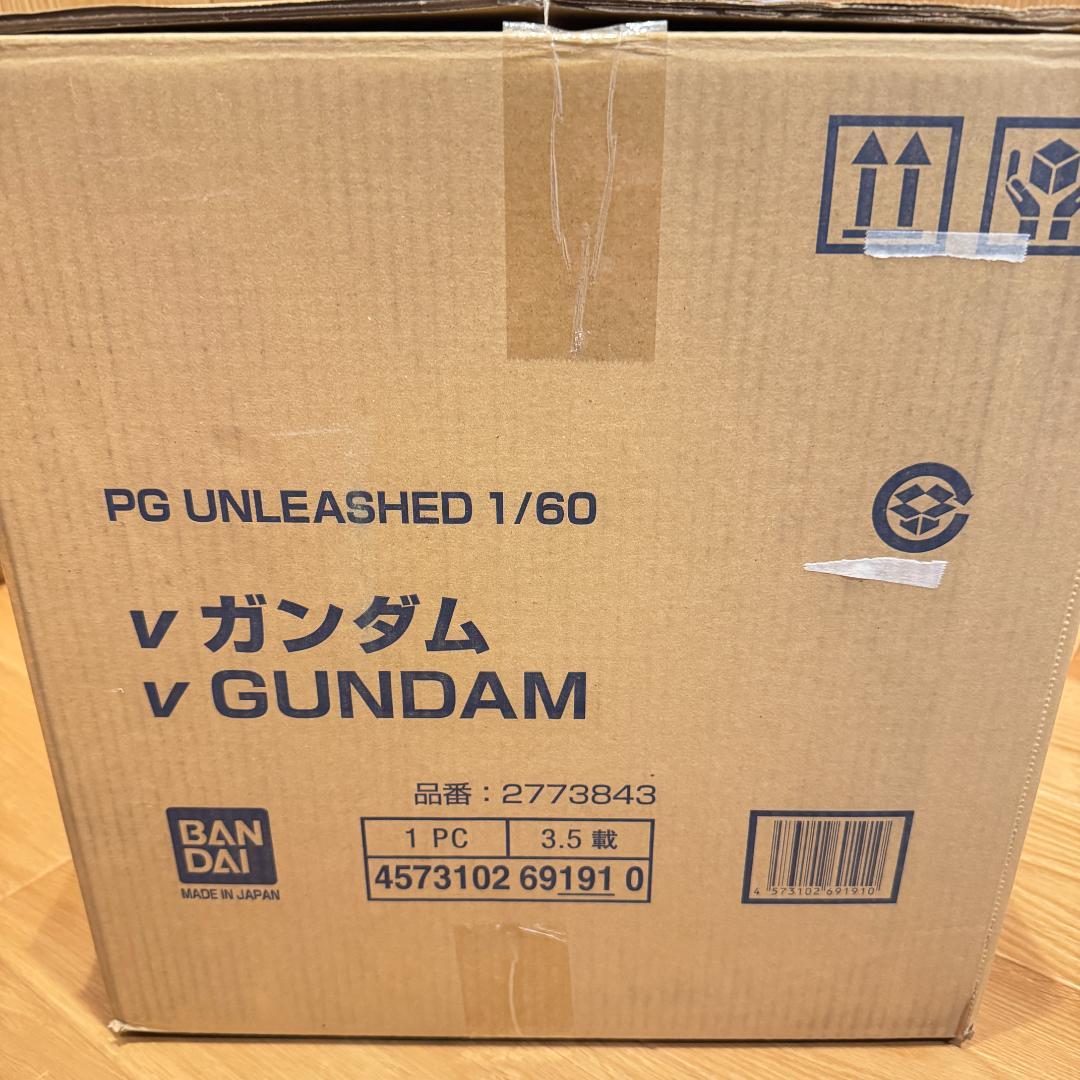 PG UNLEASHED 1/60
ν ガンダム
ν GUNDAM
品番：2773843
BAN
DAI
MADE IN JAPAN
1 PC
3.5 載
4573102 69191 0
4 573102 691910